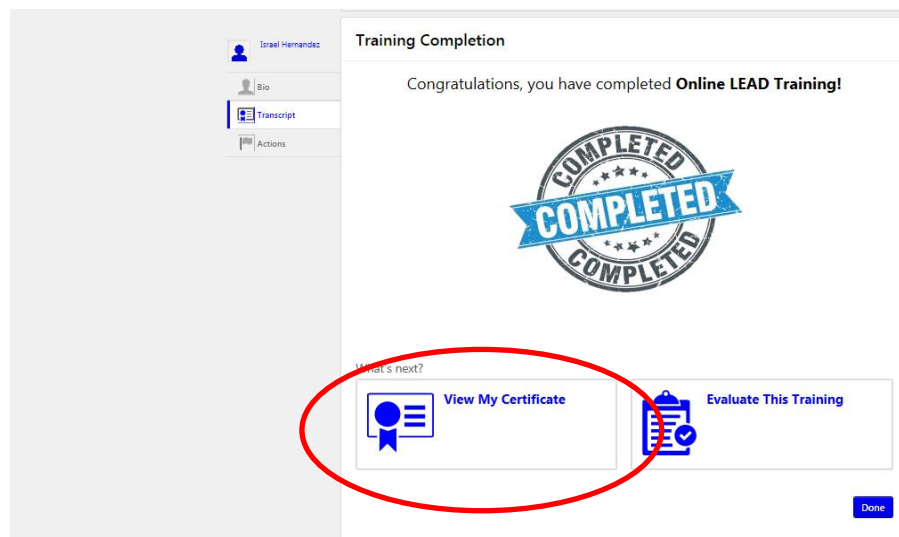 Israel Hernandez
Bio
Transcript
Actions
Training Completion
Congratulations, you have completed Online LEAD Training!
COMPLETED
COMPLETED
COMPLETED
What's next?
View My Certificate
Evaluate This Training
Done